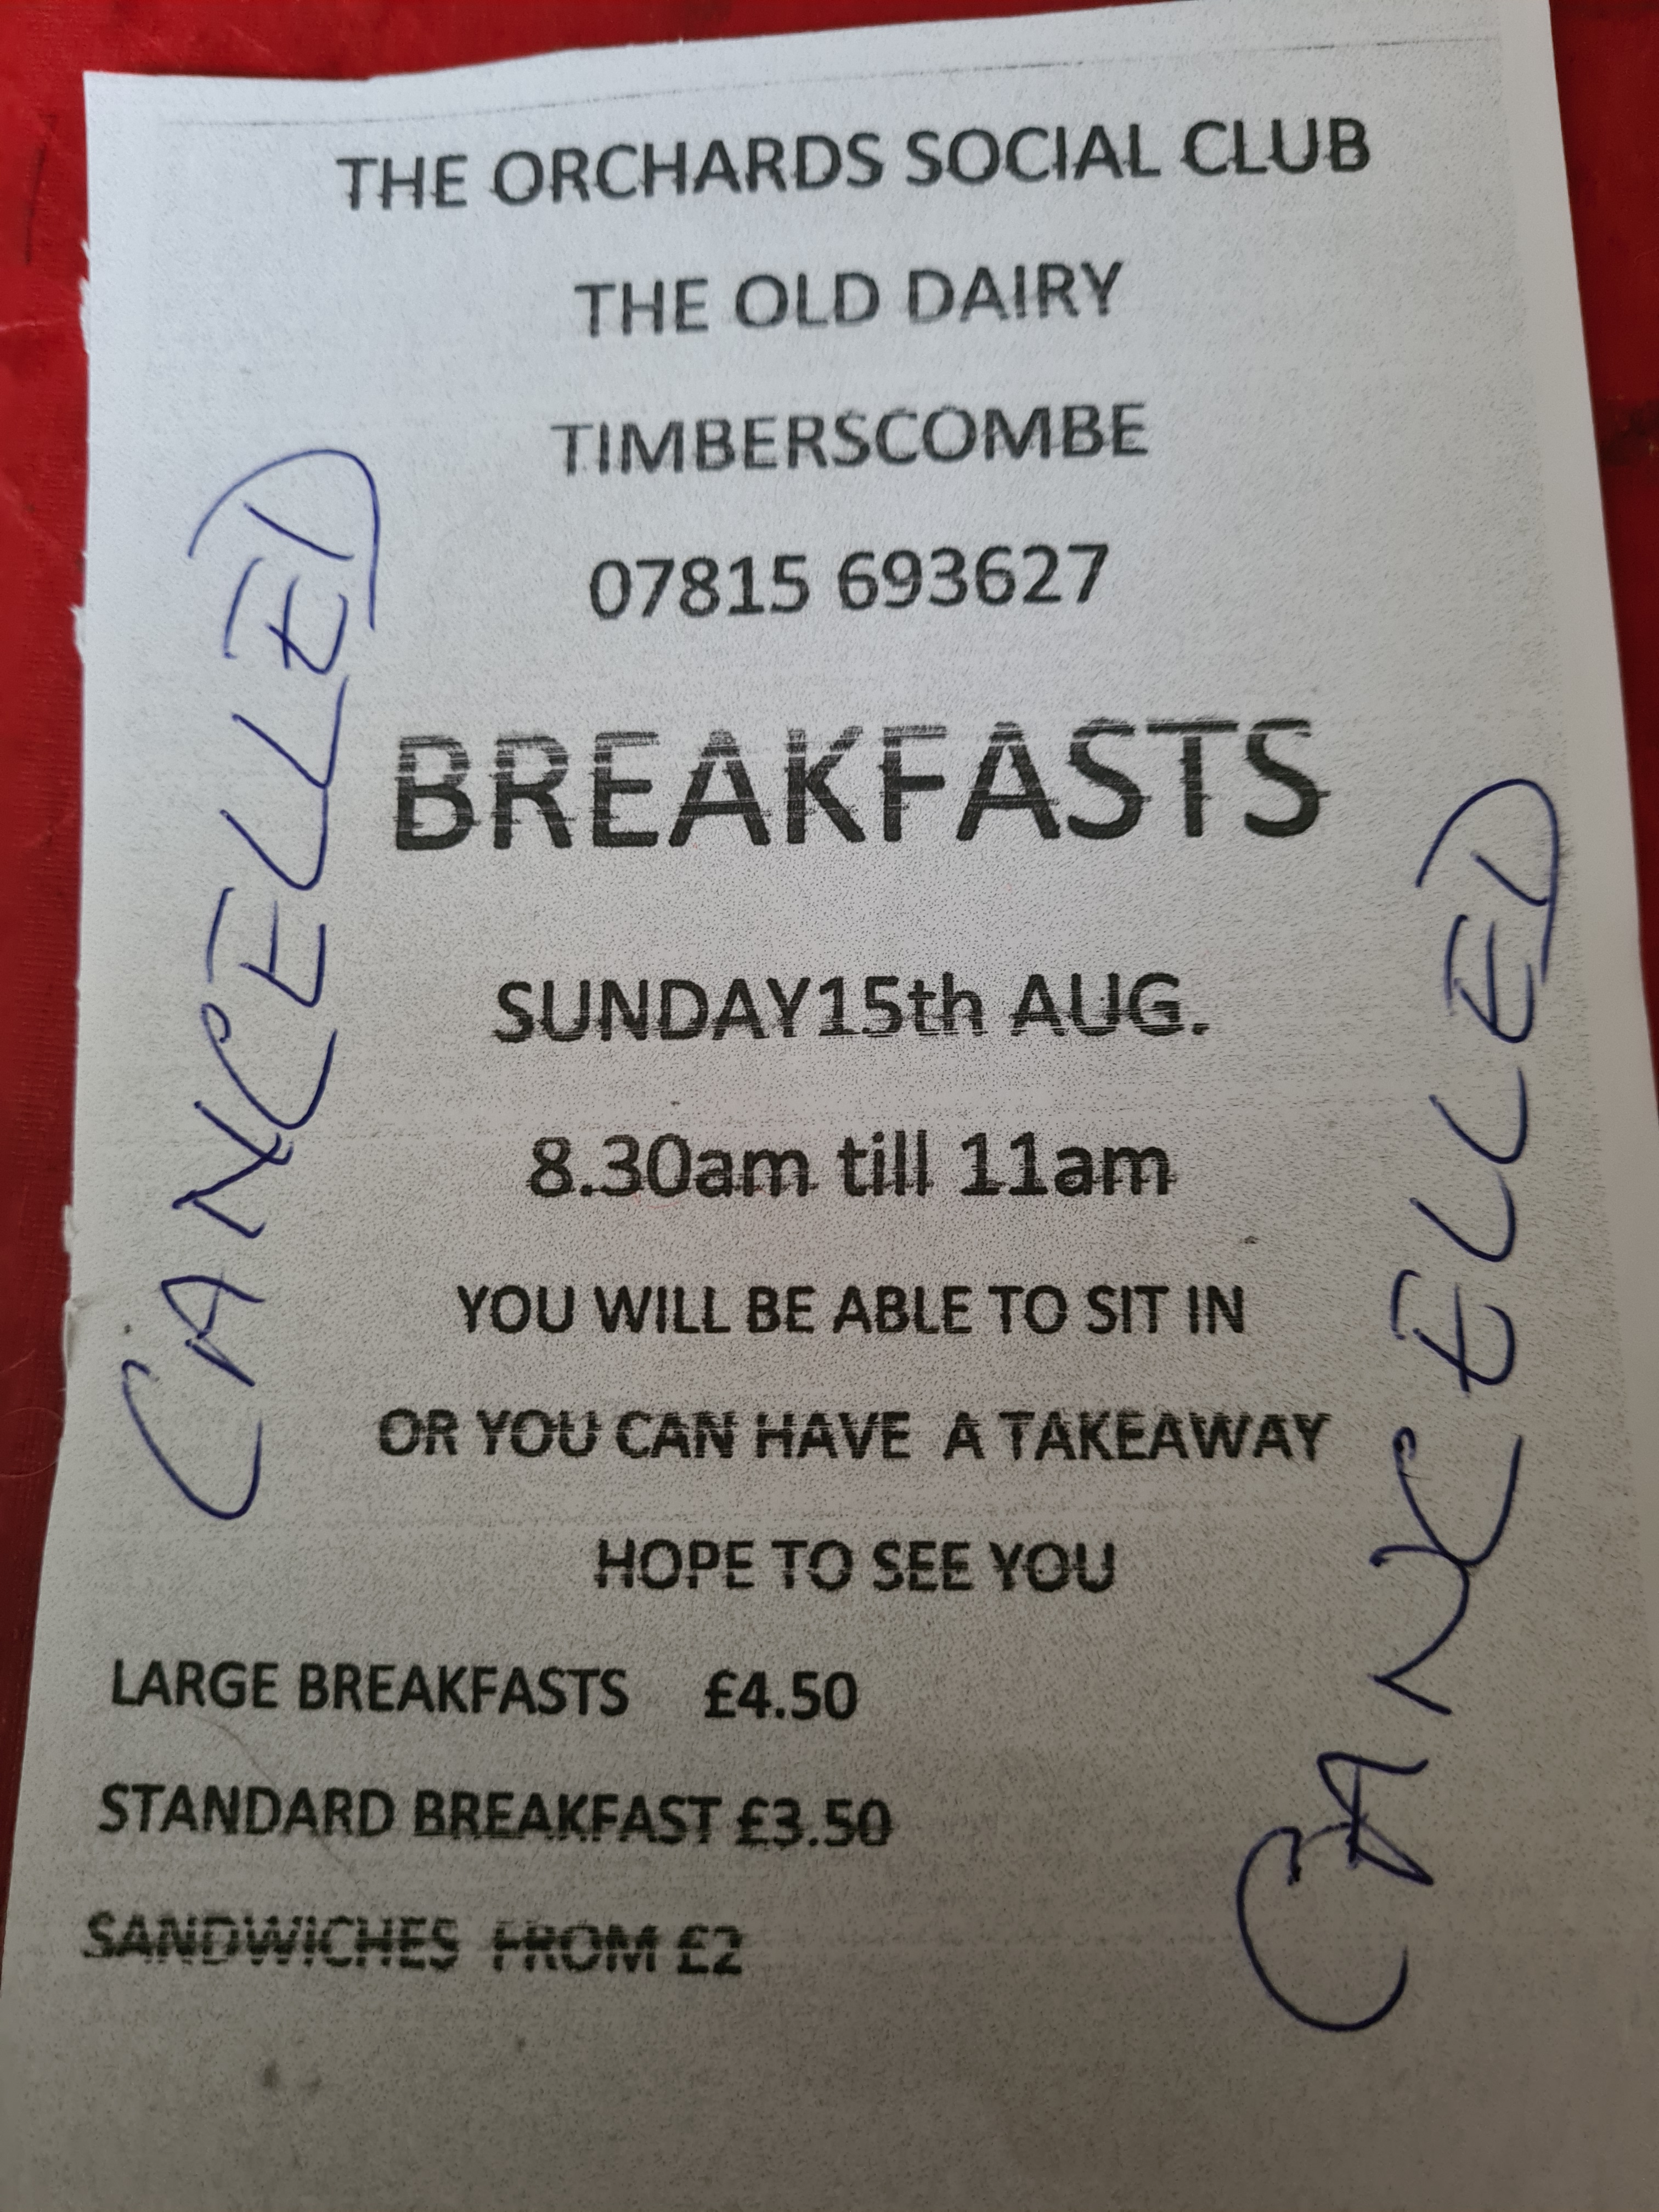 THE ORCHARDS SOCIAL CLUB
THE OLD DAIRY
TIMBERSCOMBE
07815 693627
BREAKFASTS
SUNDAY15th AUG.
8.30am till 11am
YOU WILL BE ABLE TO SIT IN
OR YOU CAN HAVE A TAKEAWAY
HOPE TO SEE YOU
LARGE BREAKFASTS £4.50
STANDARD BREAKFAST £3.50
SANDWICHES FROM £2
CANCELLED
CANCELLED